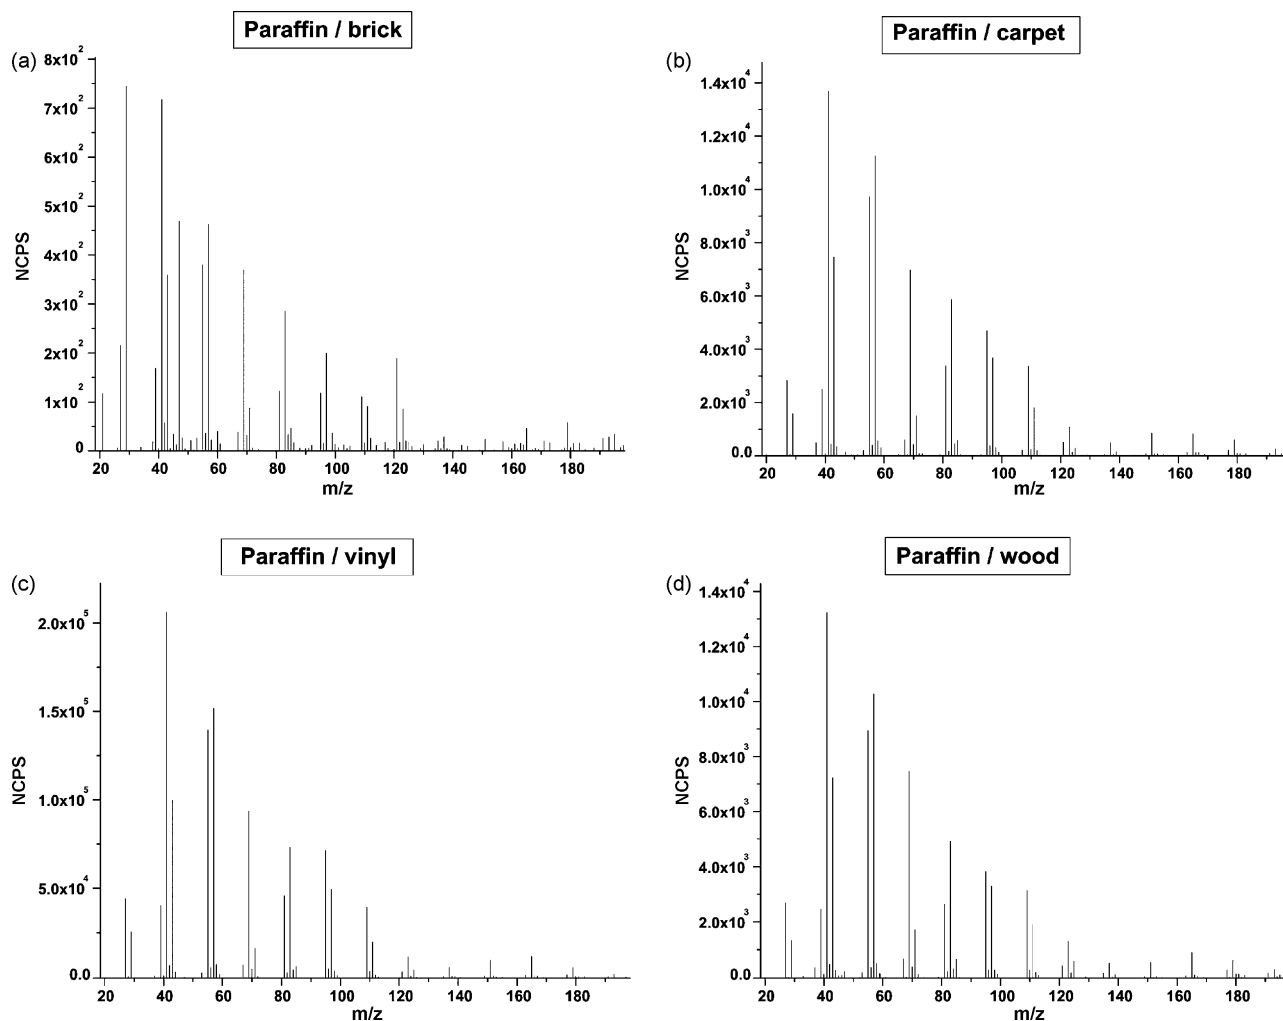 Paraffin / brick
(a)
8x10²
7x10²
6x10²
5x10²
4x10²
3x10²
2x10²
1x10²
0
NCPS
20 40 60 80 100 120 140 160 180
m/z
Paraffin / carpet
(b)
1.4x10⁴
1.2x10⁴
1.0x10⁴
8.0x10³
6.0x10³
4.0x10³
2.0x10³
0.0
NCPS
20 40 60 80 100 120 140 160 180
m/z
Paraffin / vinyl
(c)
2.0x10⁵
1.5x10⁵
1.0x10⁵
5.0x10⁴
0.0
NCPS
20 40 60 80 100 120 140 160 180
m/z
Paraffin / wood
(d)
1.4x10⁴
1.2x10⁴
1.0x10⁴
8.0x10³
6.0x10³
4.0x10³
2.0x10³
0.0
NCPS
20 40 60 80 100 120 140 160 180
m/z